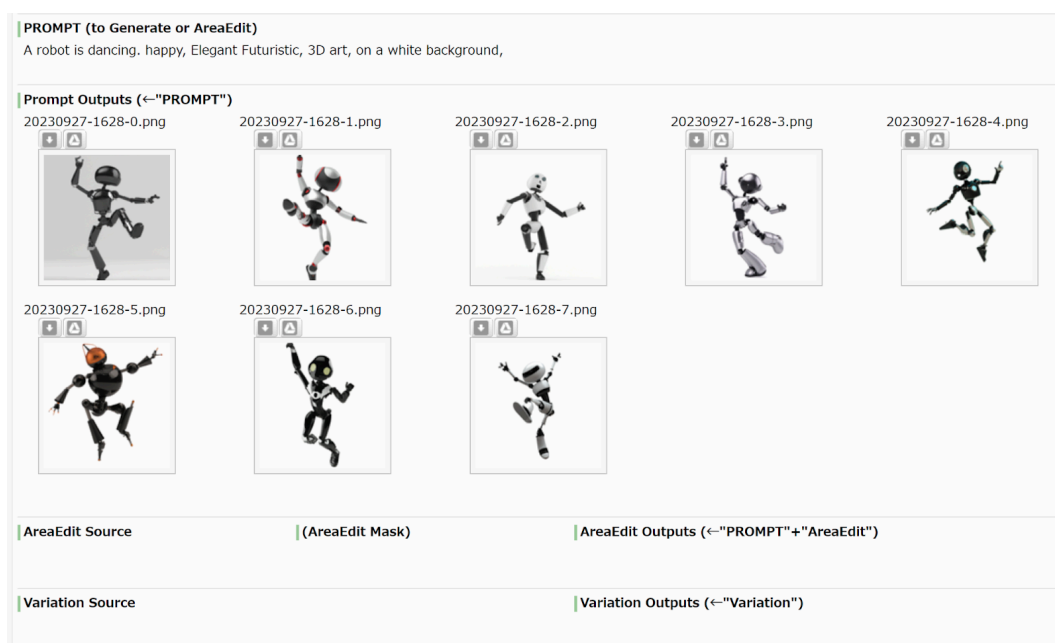 PROMPT (to Generate or AreaEdit)
A robot is dancing. happy, Elegant Futuristic, 3D art, on a white background,
Prompt Outputs (←"PROMPT")
20230927-1628-0.png 20230927-1628-1.png 20230927-1628-2.png 20230927-1628-3.png 20230927-1628-4.png
20230927-1628-5.png 20230927-1628-6.png 20230927-1628-7.png
AreaEdit Source (AreaEdit Mask) AreaEdit Outputs (←"PROMPT"+"AreaEdit")
Variation Source Variation Outputs (←"Variation")